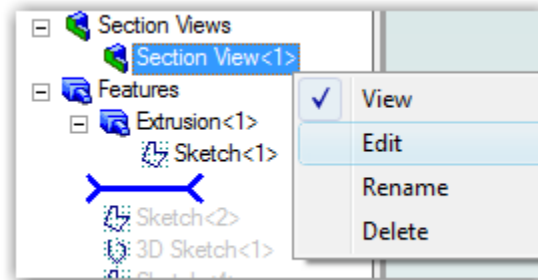 Section Views
Section View<1>
Features
Extrusion<1>
Sketch<1>
Sketch<2>
3D Sketch<1>
View
Edit
Rename
Delete